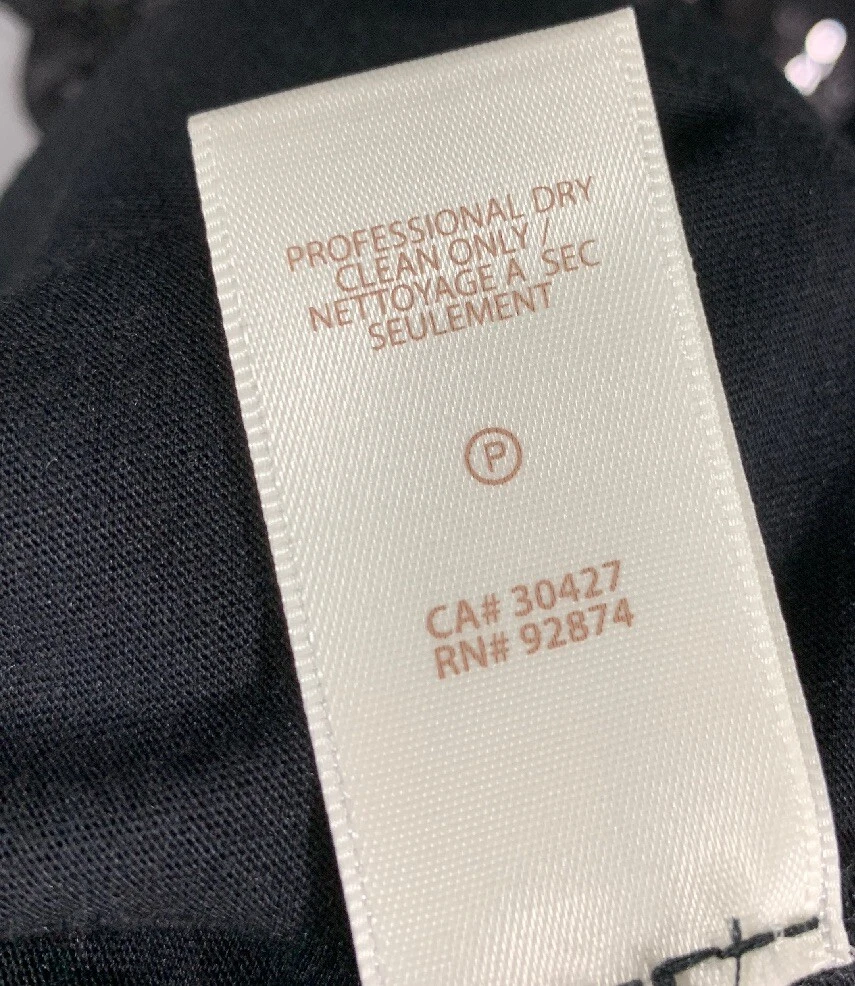 PROFESSIONAL DRY
CLEAN ONLY /
NETTOYAGE A SEC
SEULEMENT
P
CA# 30427
RN# 92874